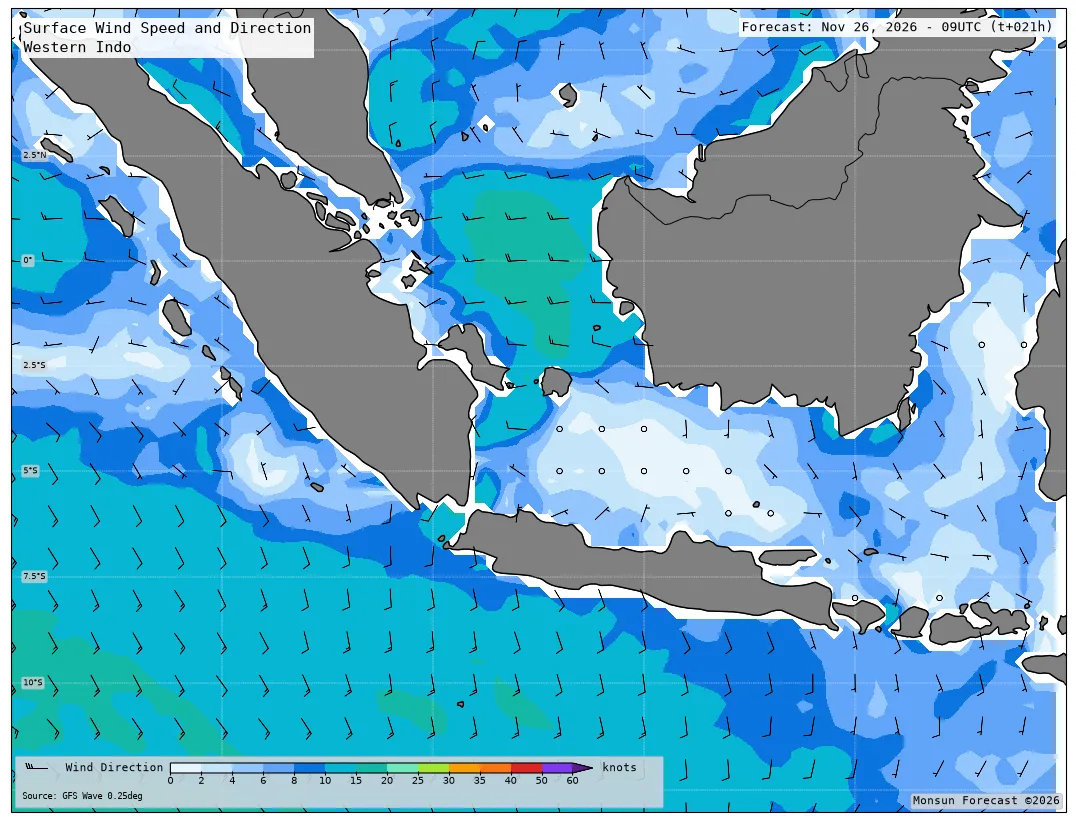 Surface Wind Speed and Direction
Western Indo
Forecast: Nov 26, 2026 - 09UTC (t+021h)
2.5°N
0°
2.5°S
5°S
7.5°S
10°S
Wind Direction
0 2 4 6 8 10 15 20 25 30 35 40 50 60
knots
Source: GFS Wave 0.25deg
Monsun Forecast ©2026